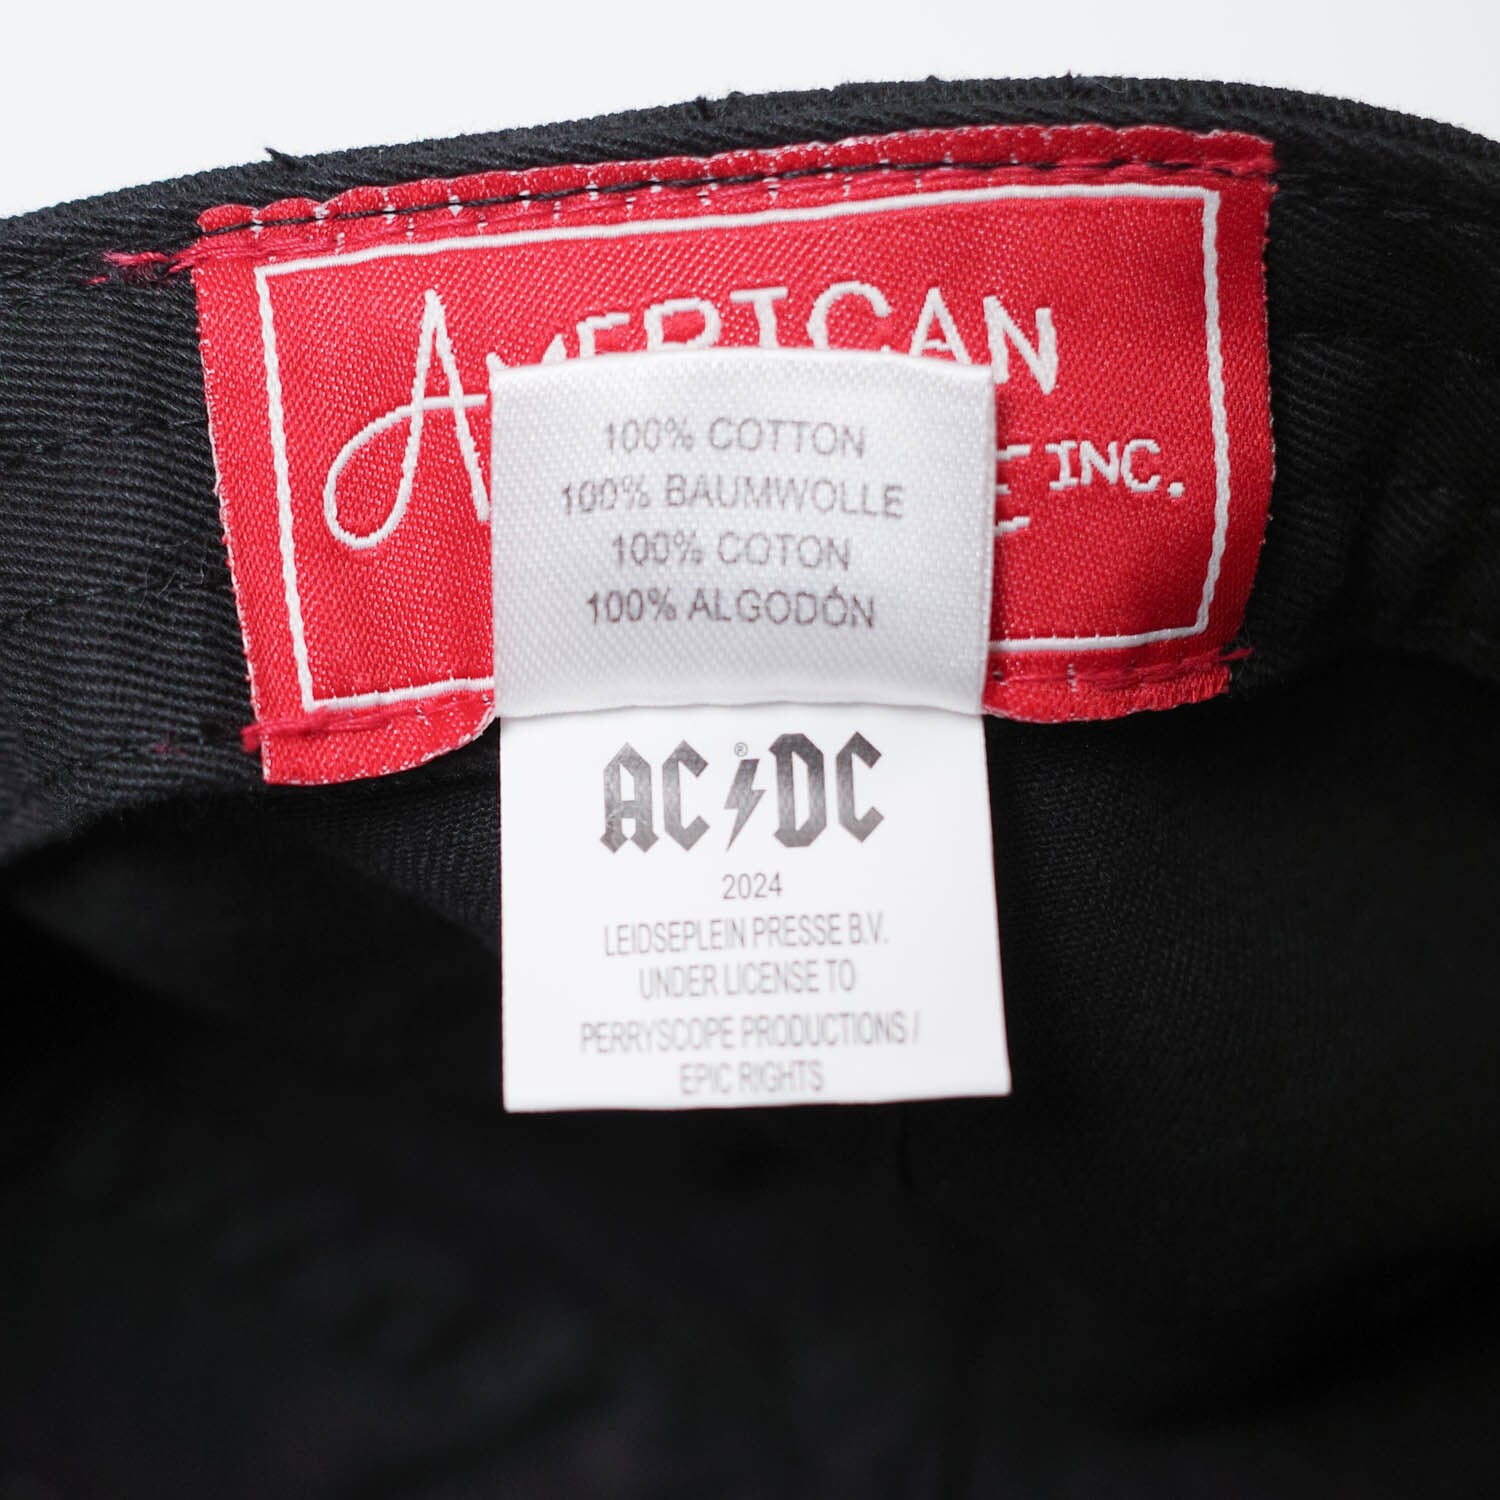 AMERICAN
INC.
100% COTTON
100% BAUMWOLLE
100% COTON
100% ALGODÓN
AC DC®
2024
LEIDSEPLEIN PRESSE B.V.
UNDER LICENSE TO
PERRYSCOPE PRODUCTIONS /
EPIC RIGHTS